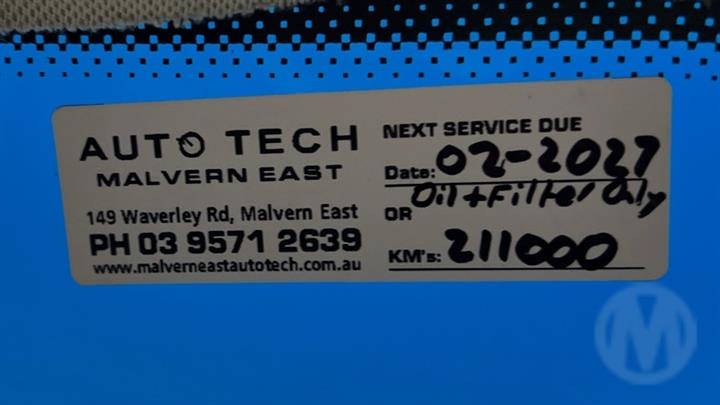 AUTO TECH
MALVERN EAST
149 Waverley Rd, Malvern East
PH 03 9571 2639
www.malverneastautotech.com.au
NEXT SERVICE DUE
Date: 02-2027
Oil + Filter Only
OR
KM's: 211000
M